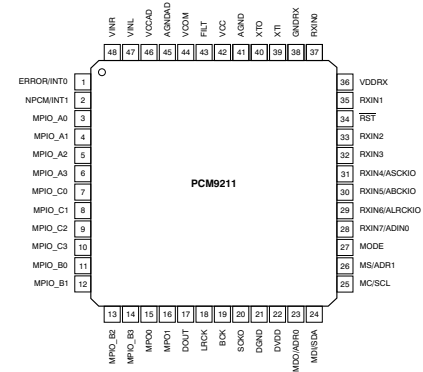 VINR
VINL
VCCAD
AGNDAD
VCOM
FILT
VCC
AGND
XTO
XTI
GNDRX
RXIN0
48 47 46 45 44 43 42 41 40 39 38 37
ERROR/INT0 1
NPCM/INT1 2
MPIO_A0 3
MPIO_A1 4
MPIO_A2 5
MPIO_A3 6
MPIO_C0 7
MPIO_C1 8
MPIO_C2 9
MPIO_C3 10
MPIO_B0 11
MPIO_B1 12
PCM9211
36 VDDRX
35 RXIN1
34 RST
33 RXIN2
32 RXIN3
31 RXIN4/ASCKIO
30 RXIN5/ABCKIO
29 RXIN6/ALRCKIO
28 RXIN7/ADIN0
27 MODE
26 MS/ADR1
25 MC/SCL
13 14 15 16 17 18 19 20 21 22 23 24
MPIO_B2
MPIO_B3
MPO0
MPO1
DOUT
LRCK
BCK
SCKO
DGND
DVDD
MDO/ADR0
MDI/SDA